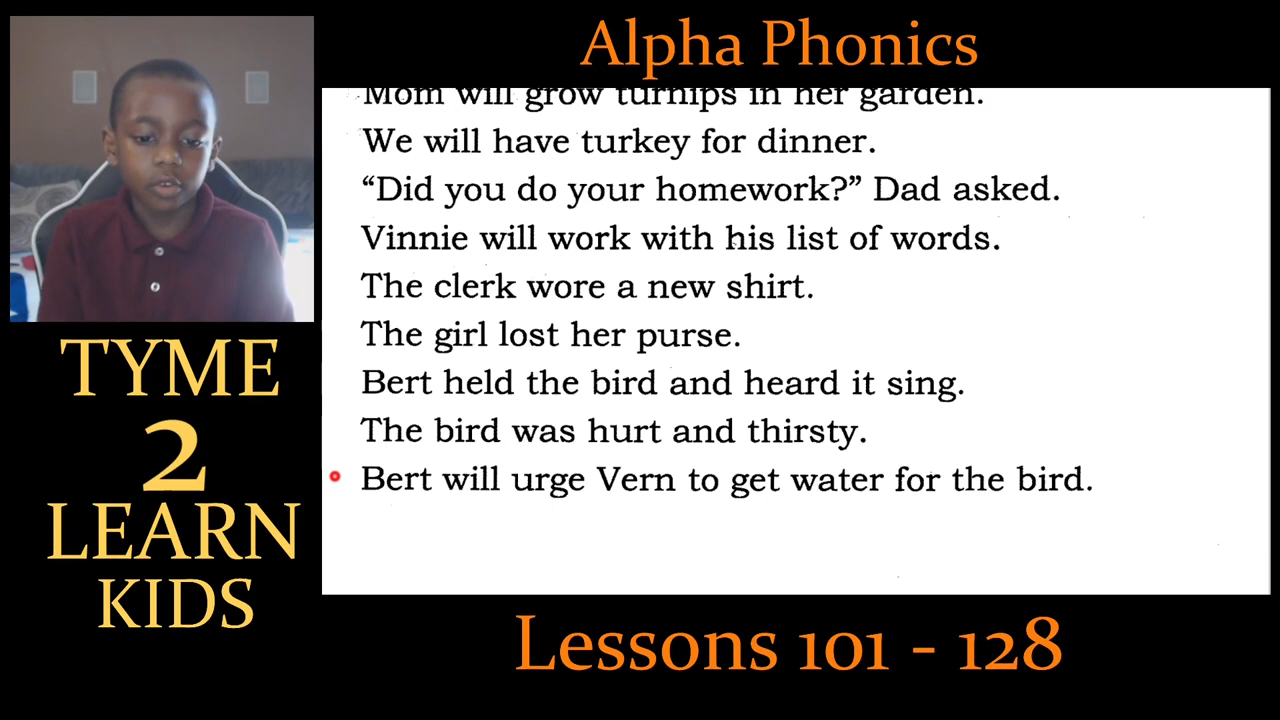 Alpha Phonics
Mom will grow turnips in her garden.
We will have turkey for dinner.
“Did you do your homework?” Dad asked.
Vinnie will work with his list of words.
The clerk wore a new shirt.
The girl lost her purse.
Bert held the bird and heard it sing.
The bird was hurt and thirsty.
Bert will urge Vern to get water for the bird.
TYME
2
LEARN
KIDS
Lessons 101 - 128